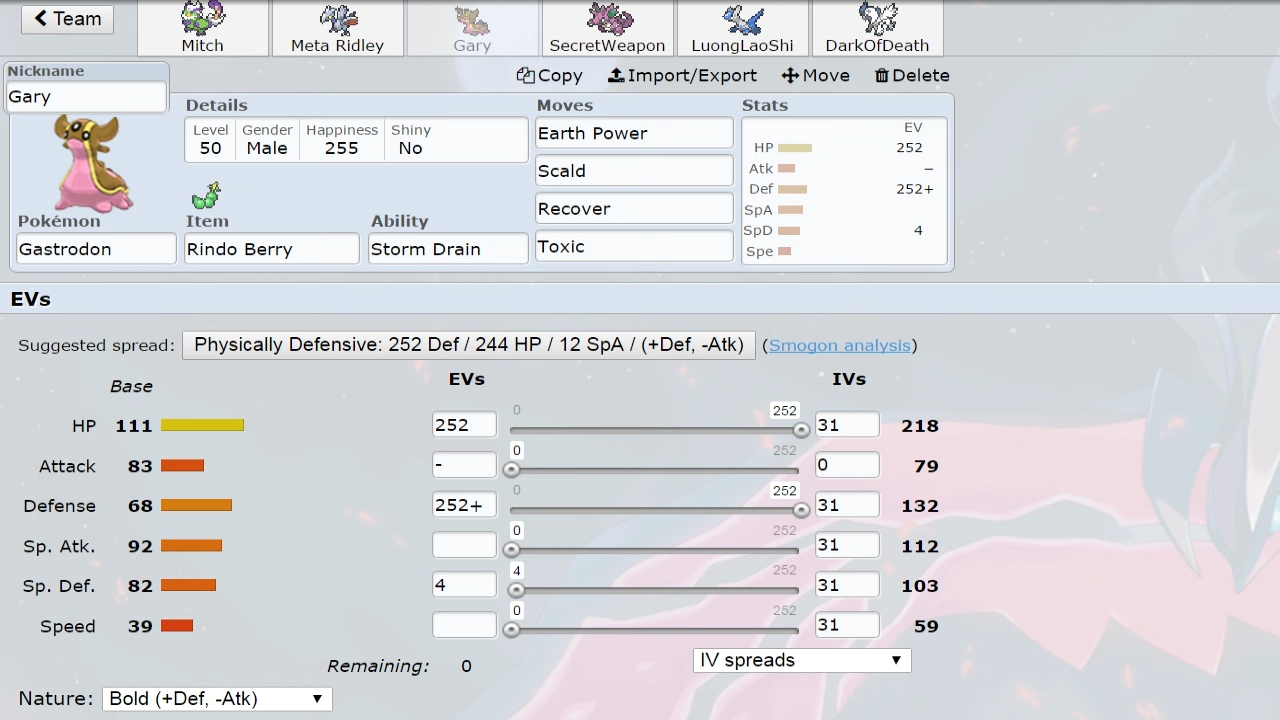 Team
Mitch
Meta Ridley
Gary
SecretWeapon
LuongLaoShi
DarkOfDeath
Copy
Import/Export
Move
Delete
Nickname
Gary
Details
Level
Gender
Happiness
Shiny
50
Male
255
No
Moves
Earth Power
Scald
Recover
Toxic
Stats
EV
HP 252
Atk –
Def 252+
SpA
SpD 4
Spe
Pokémon
Gastrodon
Item
Rindo Berry
Ability
Storm Drain
EVs
Suggested spread: Physically Defensive: 252 Def / 244 HP / 12 SpA / (+Def, -Atk) (Smogon analysis)
Base EVs IVs
HP 111 252 0 252 31 218
Attack 83 - 0 252 0 79
Defense 68 252+ 0 252 31 132
Sp. Atk. 92 0 252 31 112
Sp. Def. 82 4 4 252 31 103
Speed 39 0 252 31 59
Remaining: 0 IV spreads
Nature: Bold (+Def, -Atk)